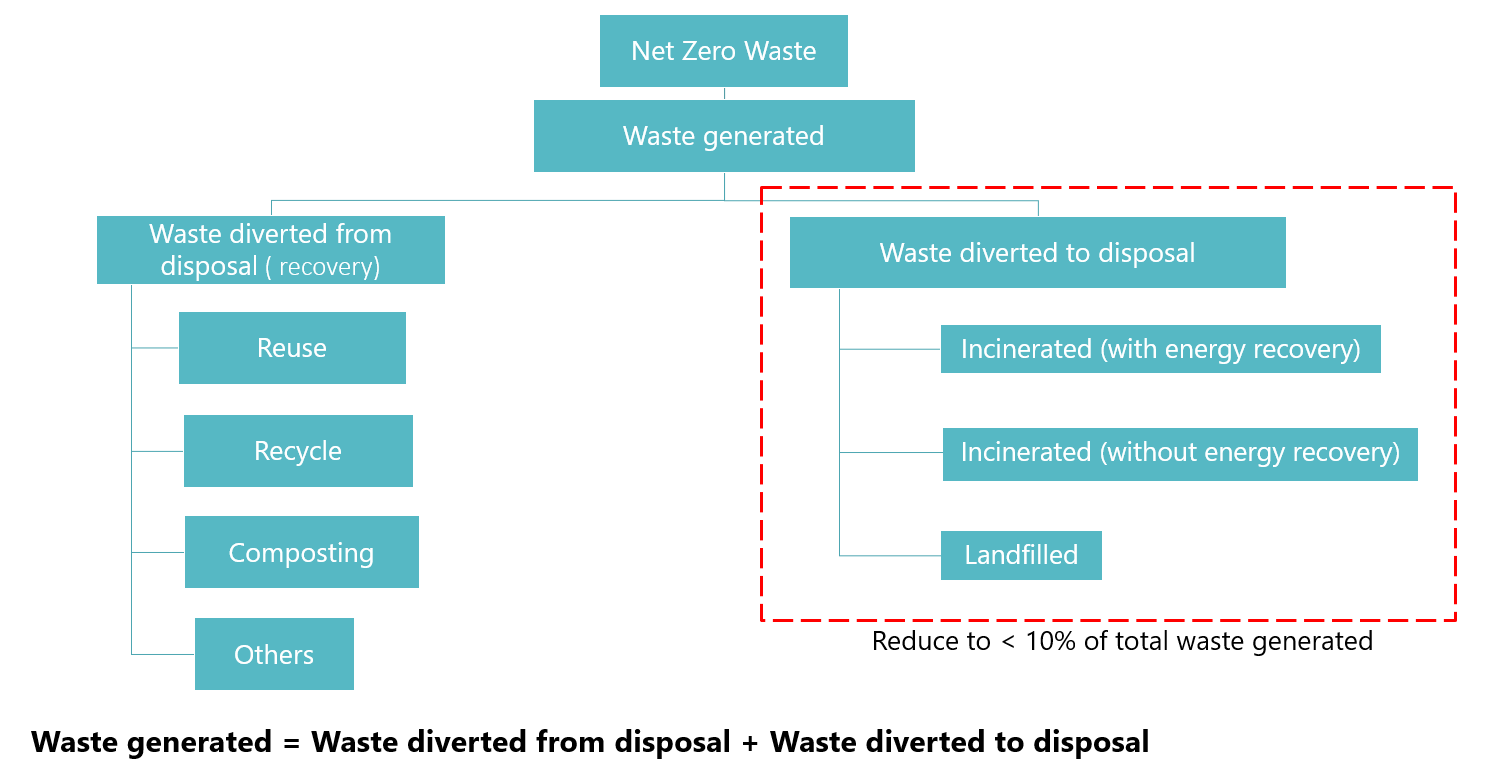 Net Zero Waste
Waste generated
Waste diverted from
disposal ( recovery)
Reuse
Recycle
Composting
Others
Waste diverted to disposal
Incinerated (with energy recovery)
Incinerated (without energy recovery)
Landfilled
Reduce to < 10% of total waste generated
Waste generated = Waste diverted from disposal + Waste diverted to disposal